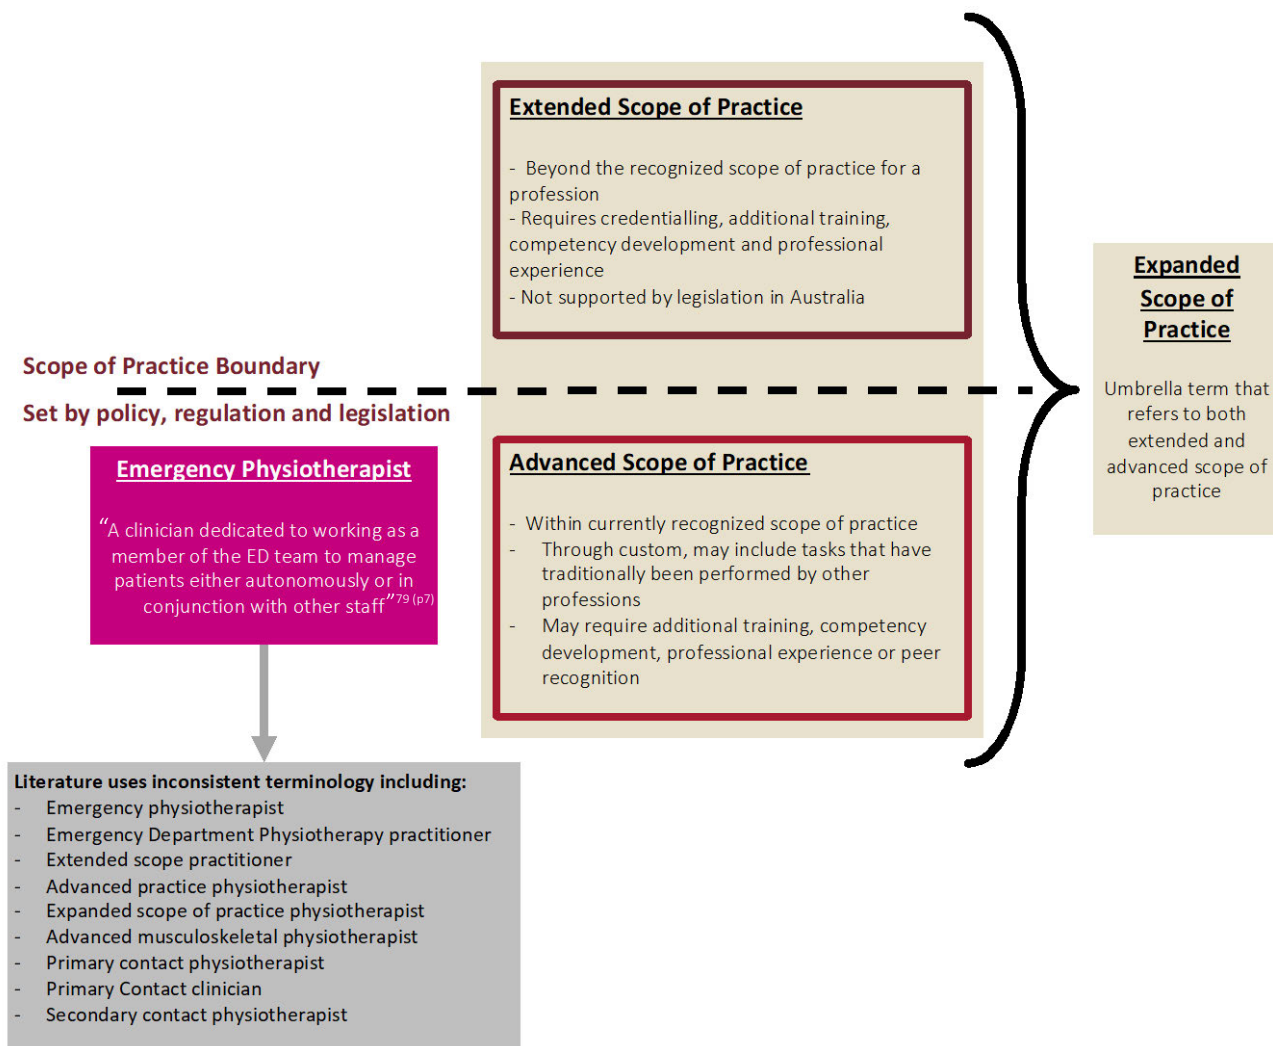 Extended Scope of Practice
- Beyond the recognized scope of practice for a
profession
- Requires credentialling, additional training,
competency development and professional
experience
- Not supported by legislation in Australia
Scope of Practice Boundary
Set by policy, regulation and legislation
Emergency Physiotherapist
“A clinician dedicated to working as a
member of the ED team to manage
patients either autonomously or in
conjunction with other staff”79 (p7)
Advanced Scope of Practice
- Within currently recognized scope of practice
- Through custom, may include tasks that have
traditionally been performed by other
professions
- May require additional training, competency
development, professional experience or peer
recognition
Expanded
Scope of
Practice
Umbrella term that
refers to both
extended and
advanced scope of
practice
Literature uses inconsistent terminology including:
- Emergency physiotherapist
- Emergency Department Physiotherapy practitioner
- Extended scope practitioner
- Advanced practice physiotherapist
- Expanded scope of practice physiotherapist
- Advanced musculoskeletal physiotherapist
- Primary contact physiotherapist
- Primary Contact clinician
- Secondary contact physiotherapist